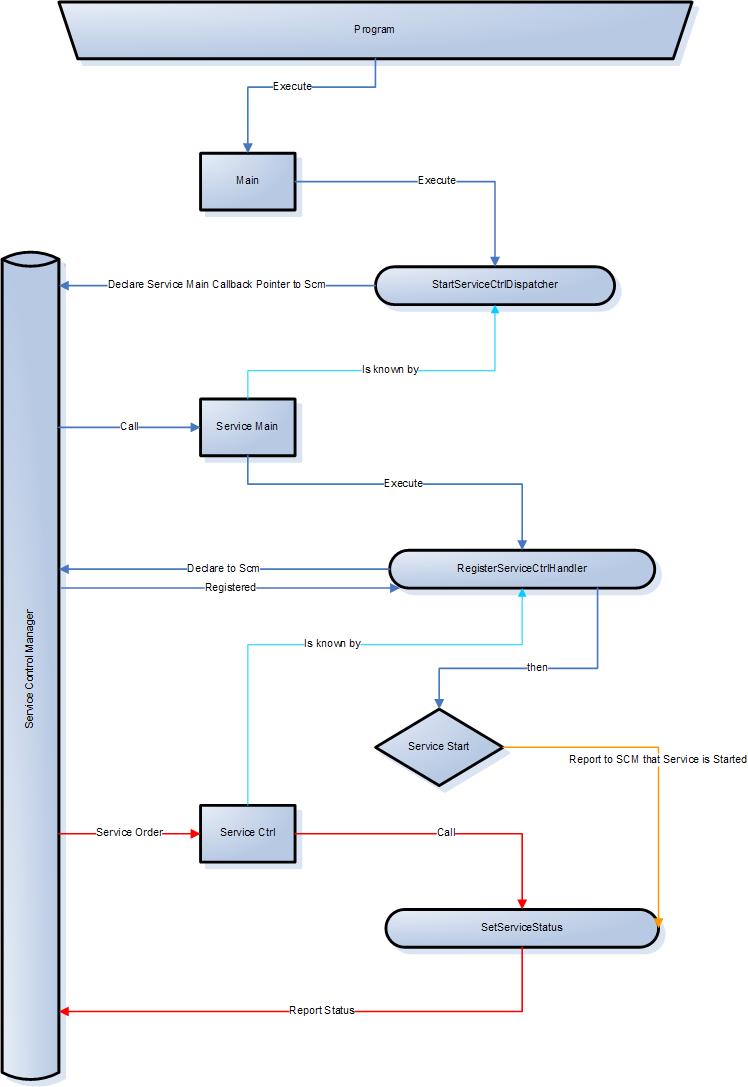 Program
Execute
Main
Execute
StartServiceCtrlDispatcher
Declare Service Main Callback Pointer to Scm
Is known by
Call
Service Main
Execute
RegisterServiceCtrlHandler
Declare to Scm
Registered
Service Control Manager
Is known by
then
Service Start
Report to SCM that Service is Started
Service Order
Service Ctrl
Call
SetServiceStatus
Report Status